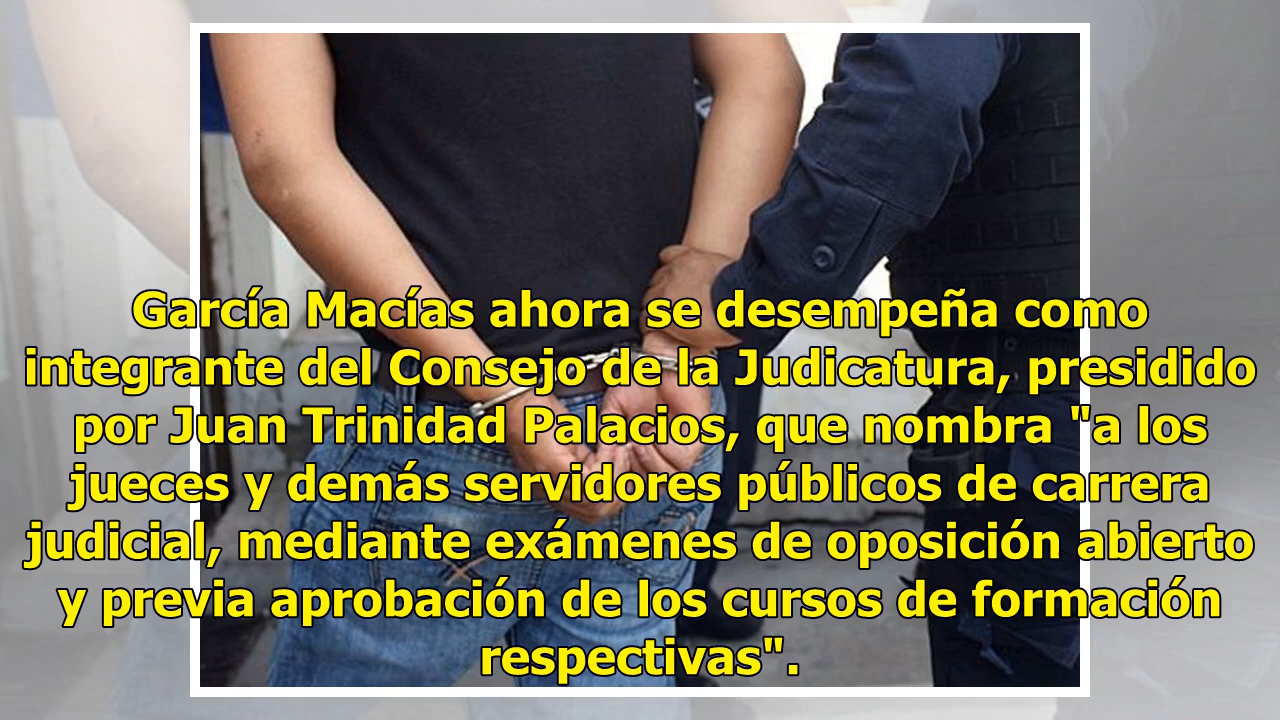 García Macías ahora se desempeña como
integrante del Consejo de la Judicatura, presidido
por Juan Trinidad Palacios, que nombra "a los
jueces y demás servidores públicos de carrera
judicial, mediante exámenes de oposición abierto
y previa aprobación de los cursos de formación
respectivas".